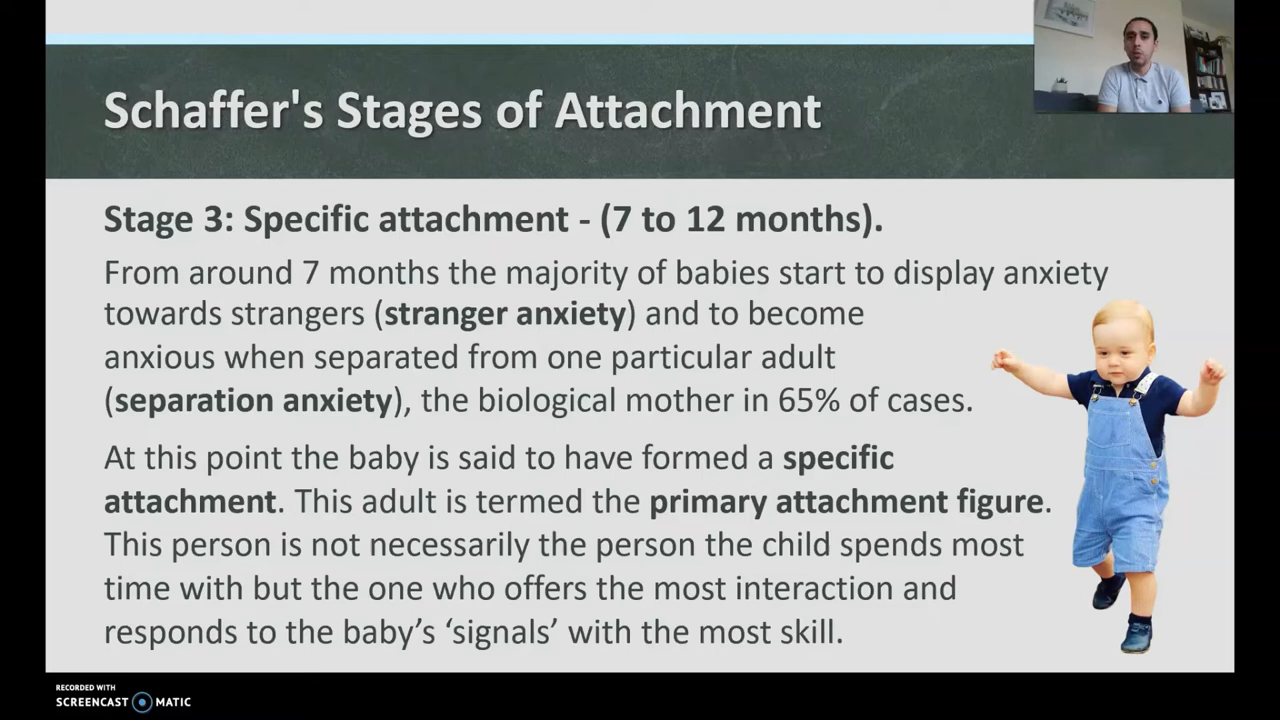 Schaffer's Stages of Attachment
Stage 3: Specific attachment - (7 to 12 months).
From around 7 months the majority of babies start to display anxiety
towards strangers (stranger anxiety) and to become
anxious when separated from one particular adult
(separation anxiety), the biological mother in 65% of cases.
At this point the baby is said to have formed a specific
attachment. This adult is termed the primary attachment figure.
This person is not necessarily the person the child spends most
time with but the one who offers the most interaction and
responds to the baby’s ‘signals’ with the most skill.
RECORDED WITH
SCREENCAST MATIC